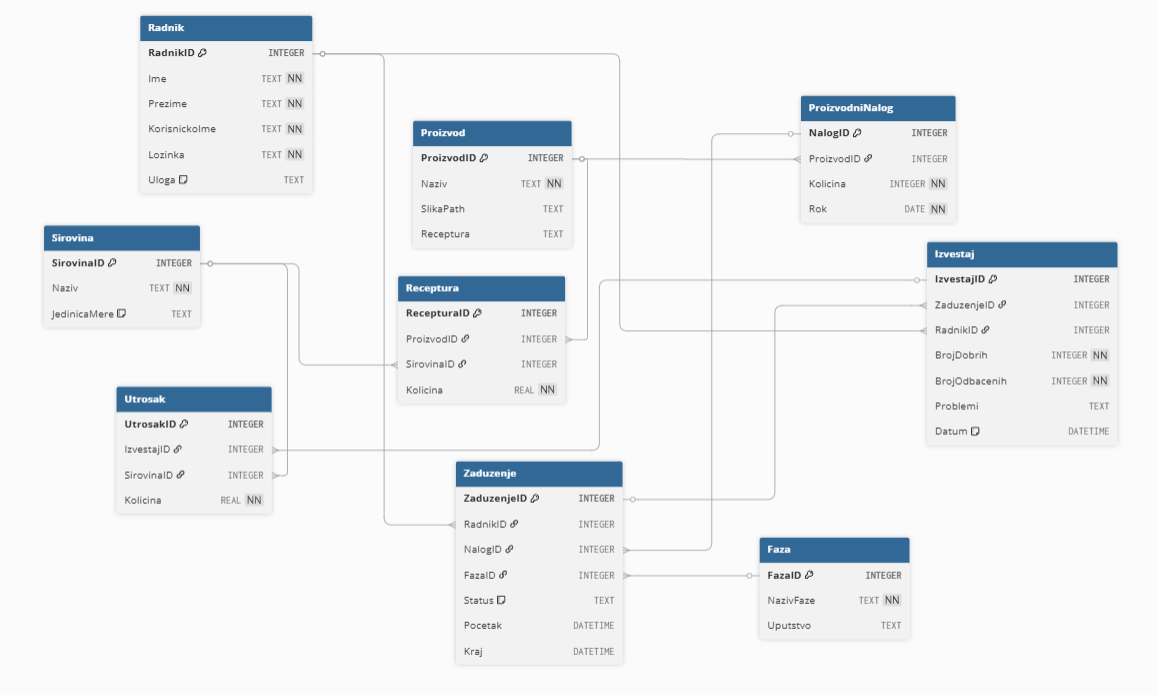 Radnik
RadnikID INTEGER
Ime TEXT NN
Prezime TEXT NN
KorisnickoIme TEXT NN
Lozinka TEXT NN
Uloga TEXT
Proizvod
ProizvodID INTEGER
Naziv TEXT NN
SlikaPath TEXT
Receptura TEXT
ProizvodniNalog
NalogID INTEGER
ProizvodID INTEGER
Kolicina INTEGER NN
Rok DATE NN
Sirovina
SirovinaID INTEGER
Naziv TEXT NN
JedinicaMere TEXT
Receptura
RecepturaID INTEGER
ProizvodID INTEGER
SirovinaID INTEGER
Kolicina REAL NN
Izvestaj
IzvestajID INTEGER
ZaduzenjeID INTEGER
RadnikID INTEGER
BrojDobrih INTEGER NN
BrojOdbacenih INTEGER NN
Problemi TEXT
Datum DATETIME
Utrosak
UtrosakID INTEGER
IzvestajID INTEGER
SirovinaID INTEGER
Kolicina REAL NN
Zaduzenje
ZaduzenjeID INTEGER
RadnikID INTEGER
NalogID INTEGER
FazaID INTEGER
Status TEXT
Pocetak DATETIME
Kraj DATETIME
Faza
FazaID INTEGER
NazivFaze TEXT NN
Uputstvo TEXT